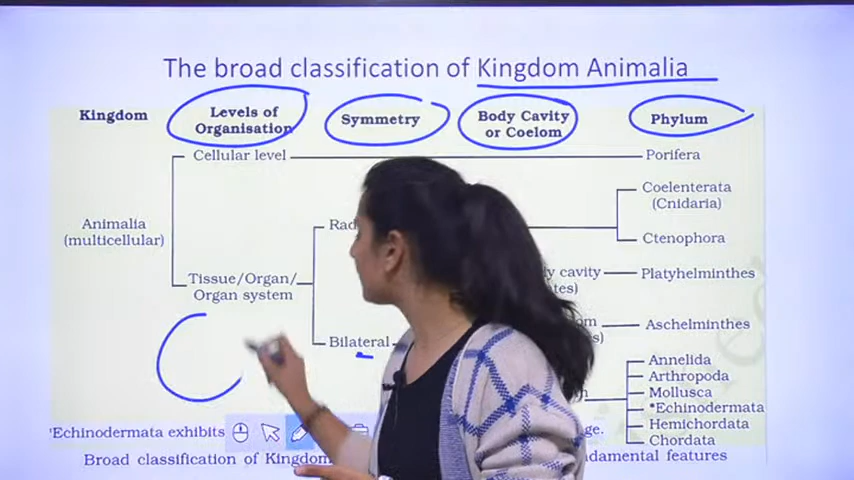 The broad classification of Kingdom Animalia
Kingdom
Levels of
Organisation
Symmetry
Body Cavity
or Coelom
Phylum
Cellular level
Porifera
Animalia
(multicellular)
Coelenterata
(Cnidaria)
Ctenophora
Tissue/Organ/
Organ system
cavity
Platyhelminthes
Bilateral
Aschelminthes
Annelida
Arthropoda
Mollusca
*Echinodermata
Hemichordata
Chordata
Echinodermata exhibits
Broad classification of Kingdom
features